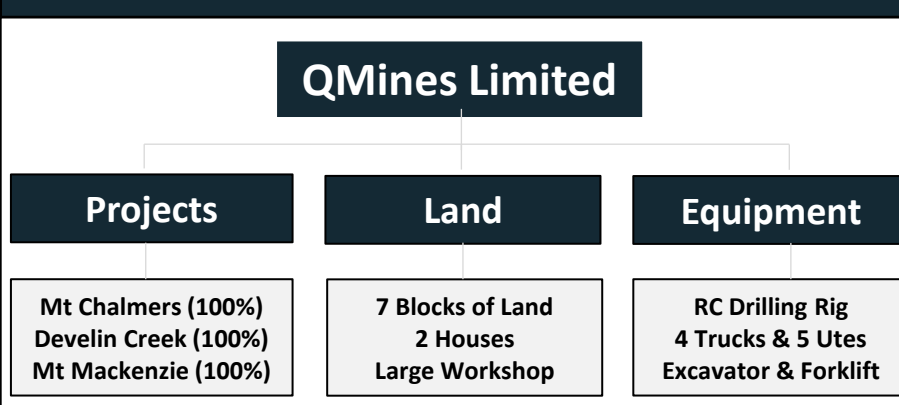 QMines Limited
Projects
Land
Equipment
Mt Chalmers (100%)
Develin Creek (100%)
Mt Mackenzie (100%)
7 Blocks of Land
2 Houses
Large Workshop
RC Drilling Rig
4 Trucks & 5 Utes
Excavator & Forklift